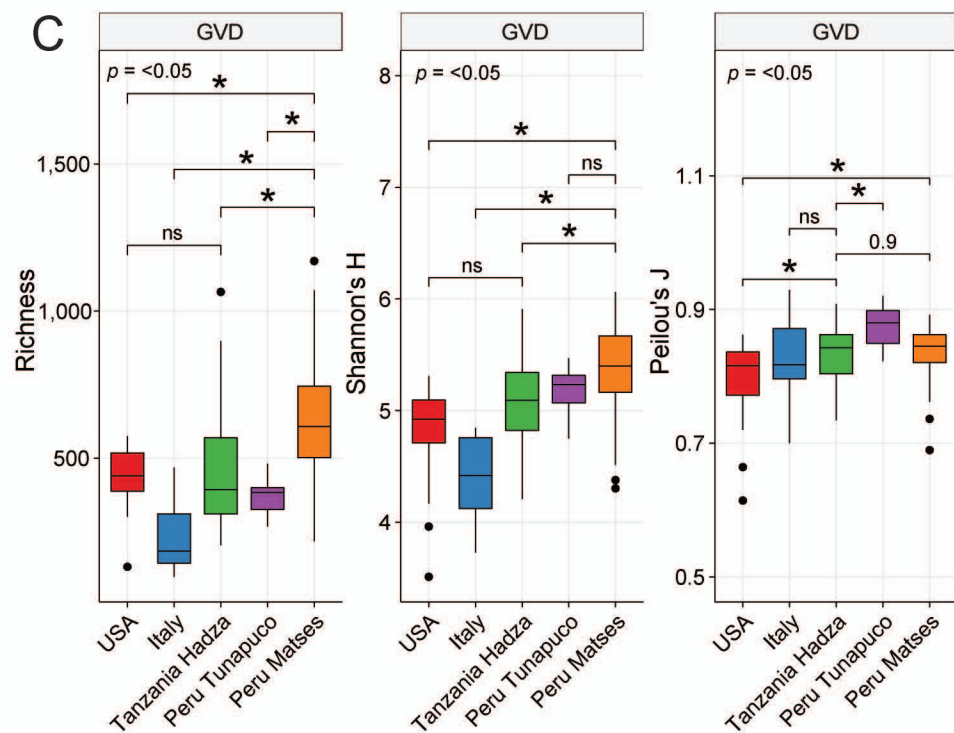 C
GVD
p = <0.05
*
*
*
*
ns
1,500
1,000
500
Richness
USA
Italy
Tanzania Hadza
Peru Tunapuco
Peru Matses
GVD
p = <0.05
*
ns
*
*
ns
8
7
6
5
4
Shannon's H
USA
Italy
Tanzania Hadza
Peru Tunapuco
Peru Matses
GVD
p = <0.05
*
*
ns
0.9
*
1.1
0.9
0.7
0.5
Peilou's J
USA
Italy
Tanzania Hadza
Peru Tunapuco
Peru Matses